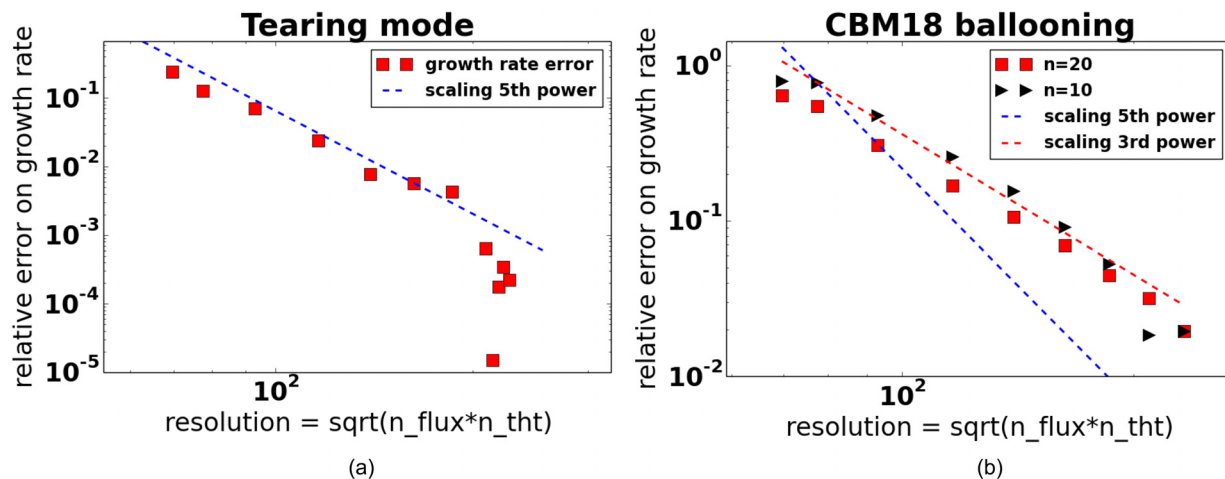 Tearing mode
relative error on growth rate
10^-1
10^-2
10^-3
10^-4
10^-5
growth rate error
scaling 5th power
10^2
resolution = sqrt(n_flux*n_tht)
(a)
CBM18 ballooning
relative error on growth rate
10^0
10^-1
10^-2
n=20
n=10
scaling 5th power
scaling 3rd power
10^2
resolution = sqrt(n_flux*n_tht)
(b)